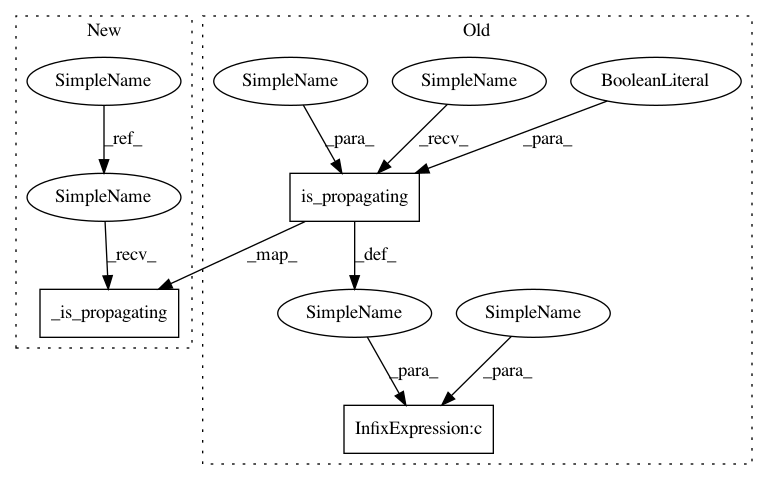 New
Old
SimpleName
SimpleName
SimpleName
BooleanLiteral
_ref_
_para_
_recv_
_para_
SimpleName
is_propagating
_recv_
_map_
_def_
_is_propagating
SimpleName
SimpleName
_para_
_para_
InfixExpression:c